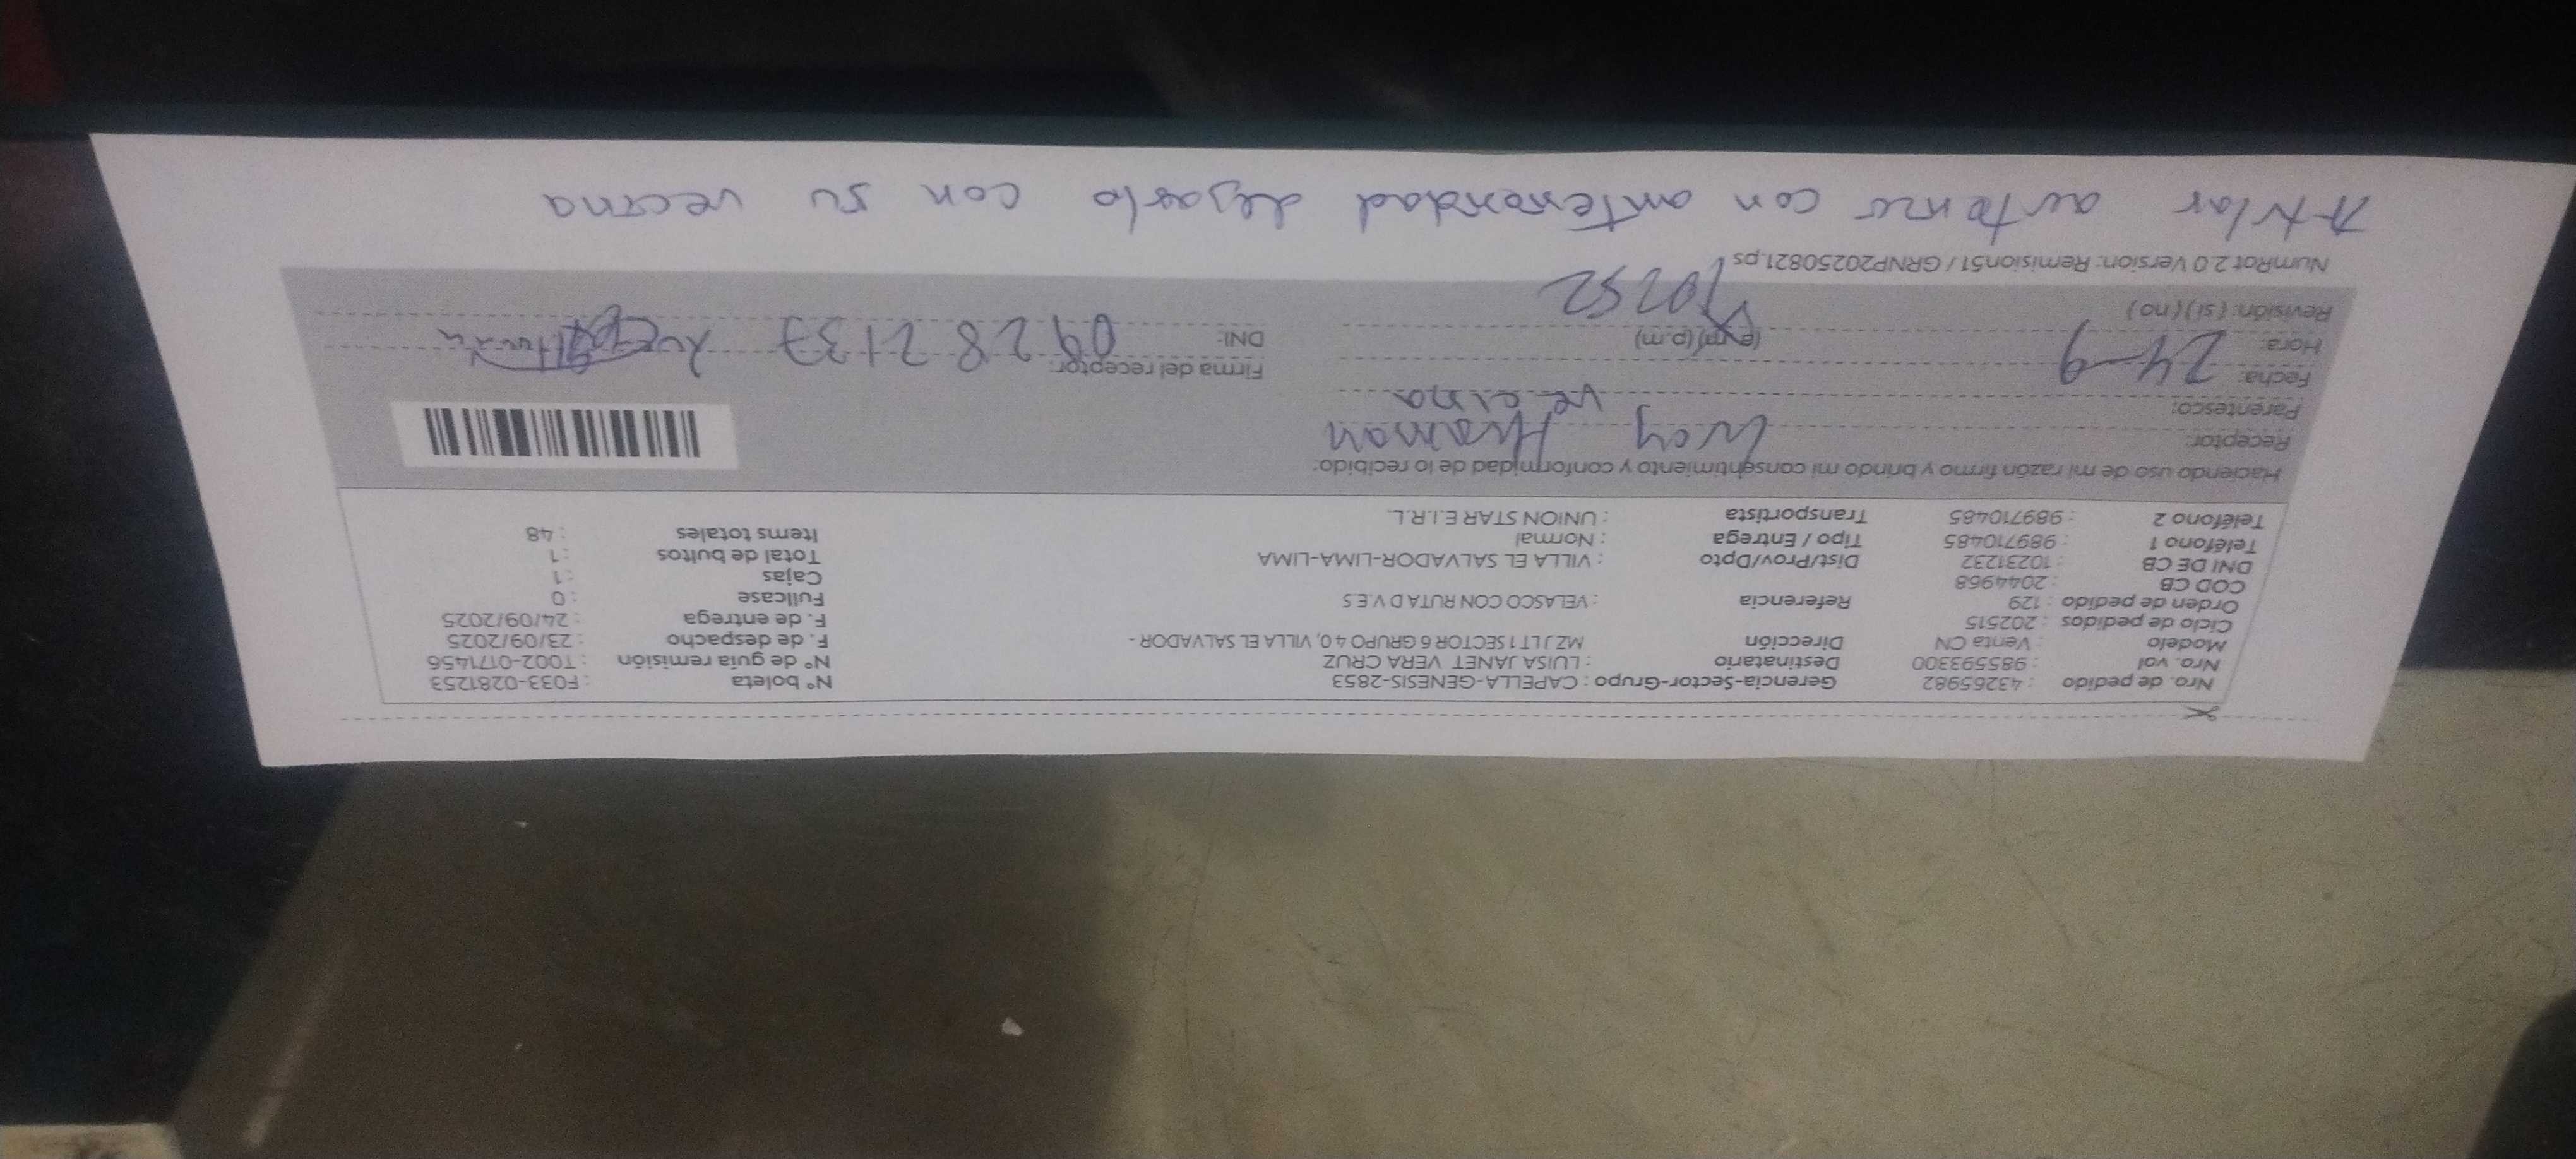 Nro. de pedido : 43265982 Gerencia-Sector-Grupo : CAPELLA-GENESIS-2853 N° boleta : F033-0281253
Nro. vol : 985593300 Destinatario : LUISA JANET VERA CRUZ N° de guía remisión : T002-0171456
Modelo : Venta CN Dirección MZ J LT 1 SECTOR 6 GRUPO 4 0, VILLA EL SALVADOR - F. de despacho : 23/09/2025
Ciclo de pedidos : 202515 F. de entrega : 24/09/2025
Orden de pedido : 129 Referencia : VELASCO CON RUTA D V.E.S Fullcase : 0
COD CB : 2044968 Cajas : 1
DNI DE CB : 10231232 Dist/Prov/Dpto : VILLA EL SALVADOR-LIMA-LIMA Total de bultos : 1
Teléfono 1 : 989710485 Tipo / Entrega : Normal Items totales : 48
Teléfono 2 : 989710485 Transportista : UNION STAR E.I.R.L.
Haciendo uso de mi razón firmo y brindo mi consentimiento y conformidad de lo recibido:
Receptor: Lucy Huaman
Parentesco: vecina
Fecha: 24-9 Firma del receptor:
Hora: (a.m) (p.m) DNI: 09282137
Revisión: (si) (no) 10252
NumRot 2.0 Version: Remision51 / GRNP20250821.ps
con anterioridad dejarlo con su vecina